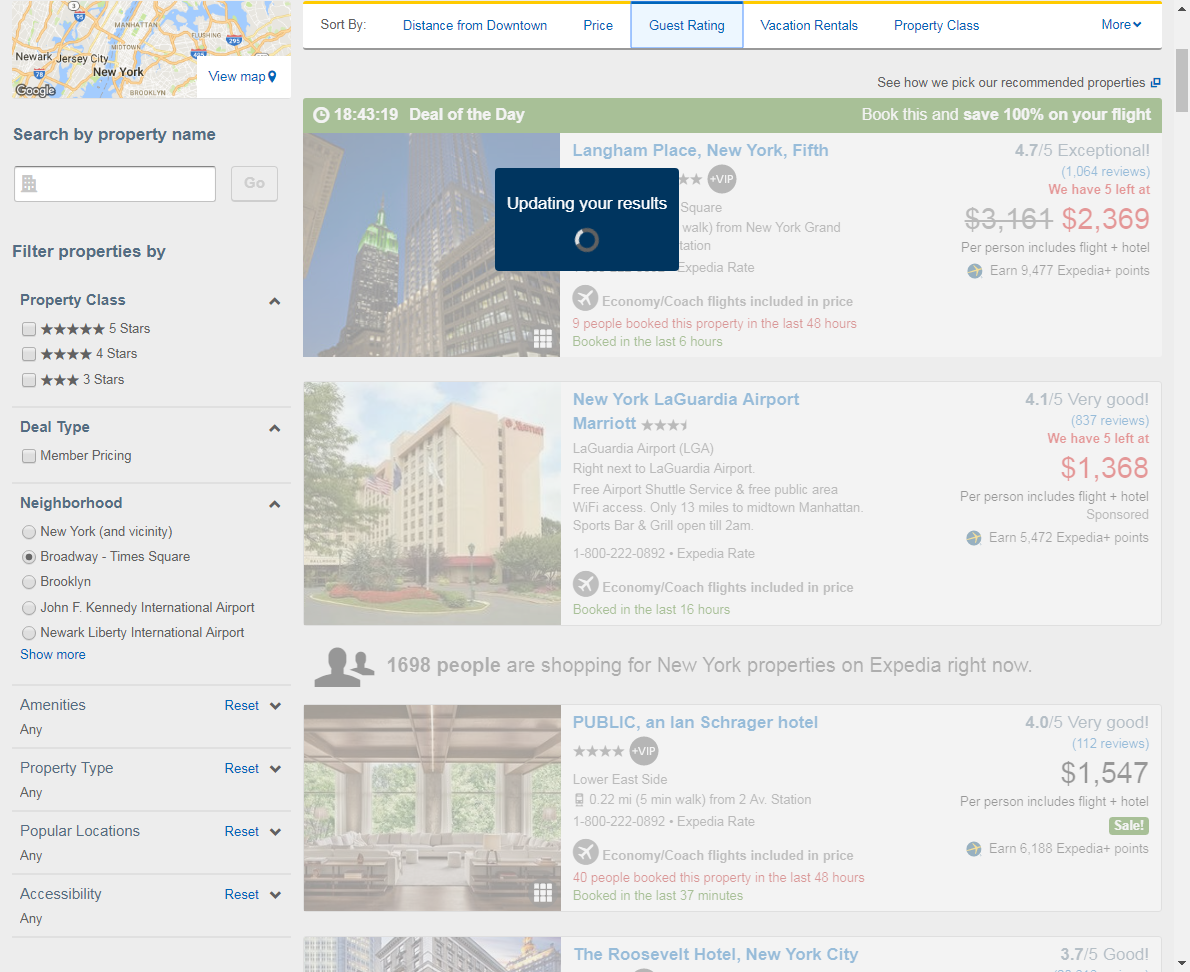 MANHATTAN
MIDTOWN
FLUSHING
Newark
Jersey City
New York
BROOKLYN
3
95
295
495
78
Google
View map
Sort By:
Distance from Downtown
Price
Guest Rating
Vacation Rentals
Property Class
More
See how we pick our recommended properties
Search by property name
Go
Filter properties by
Property Class
5 Stars
4 Stars
3 Stars
Deal Type
Member Pricing
Neighborhood
New York (and vicinity)
Broadway - Times Square
Brooklyn
John F. Kennedy International Airport
Newark Liberty International Airport
Show more
Amenities
Reset
Any
Property Type
Reset
Any
Popular Locations
Reset
Any
Accessibility
Reset
Any
18:43:19 Deal of the Day
Book this and save 100% on your flight
Langham Place, New York, Fifth
+VIP
Square
walk) from New York Grand
tation
Expedia Rate
Economy/Coach flights included in price
9 people booked this property in the last 48 hours
Booked in the last 6 hours
4.7/5 Exceptional!
(1,064 reviews)
We have 5 left at
$3,161 $2,369
Per person includes flight + hotel
Earn 9,477 Expedia+ points
Updating your results
Marriott
New York LaGuardia Airport
Marriott
LaGuardia Airport (LGA)
Right next to LaGuardia Airport.
Free Airport Shuttle Service & free public area
WiFi access. Only 13 miles to midtown Manhattan.
Sports Bar & Grill open till 2am.
1-800-222-0892 • Expedia Rate
Economy/Coach flights included in price
Booked in the last 16 hours
4.1/5 Very good!
(837 reviews)
We have 5 left at
$1,368
Per person includes flight + hotel
Sponsored
Earn 5,472 Expedia+ points
1698 people are shopping for New York properties on Expedia right now.
PUBLIC, an Ian Schrager hotel
+VIP
Lower East Side
0.22 mi (5 min walk) from 2 Av. Station
1-800-222-0892 • Expedia Rate
Economy/Coach flights included in price
40 people booked this property in the last 48 hours
Booked in the last 37 minutes
4.0/5 Very good!
(112 reviews)
$1,547
Per person includes flight + hotel
Sale!
Earn 6,188 Expedia+ points
The Roosevelt Hotel, New York City
3.7/5 Good!